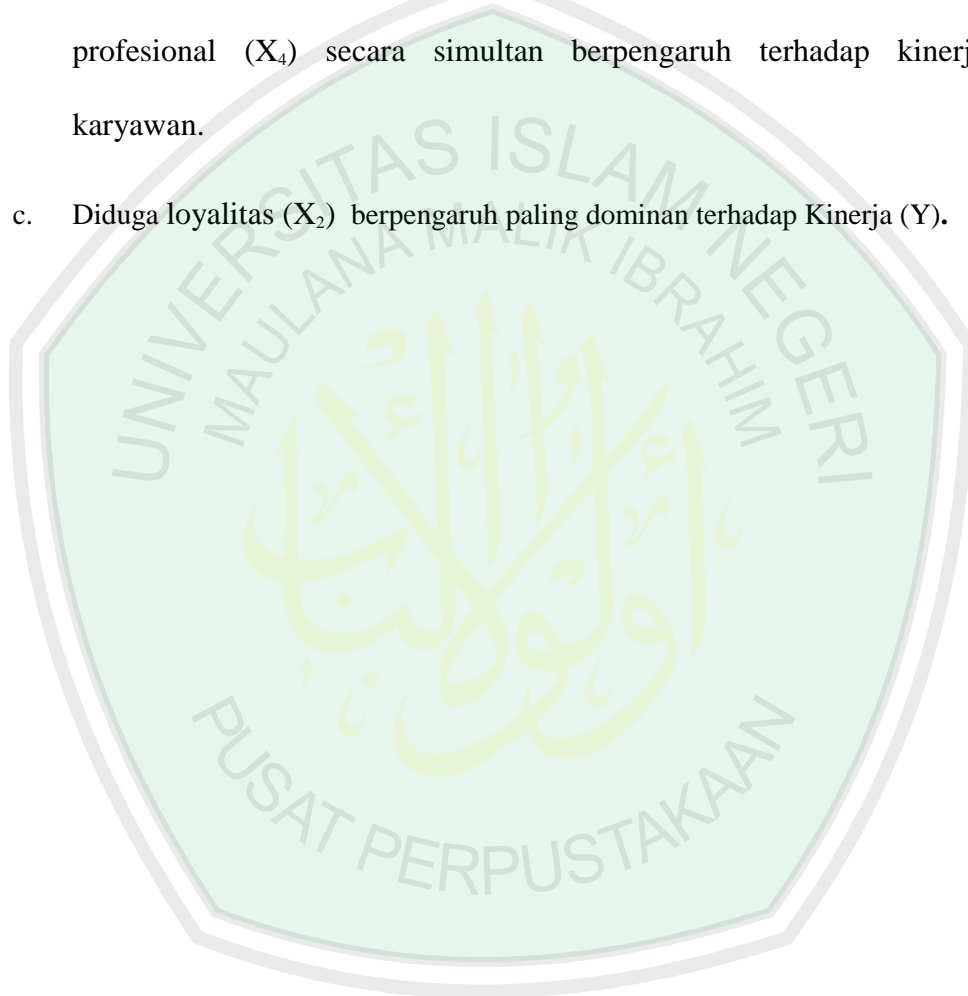 profesional (X₄) secara simultan berpengaruh terhadap kinerj
karyawan.
c. Diduga loyalitas (X₂) berpengaruh paling dominan terhadap Kinerja (Y).
UNIVERSITAS ISLAM NEGERI
MAULANA MALIK IBRAHIM
PUSAT PERPUSTAKAAN